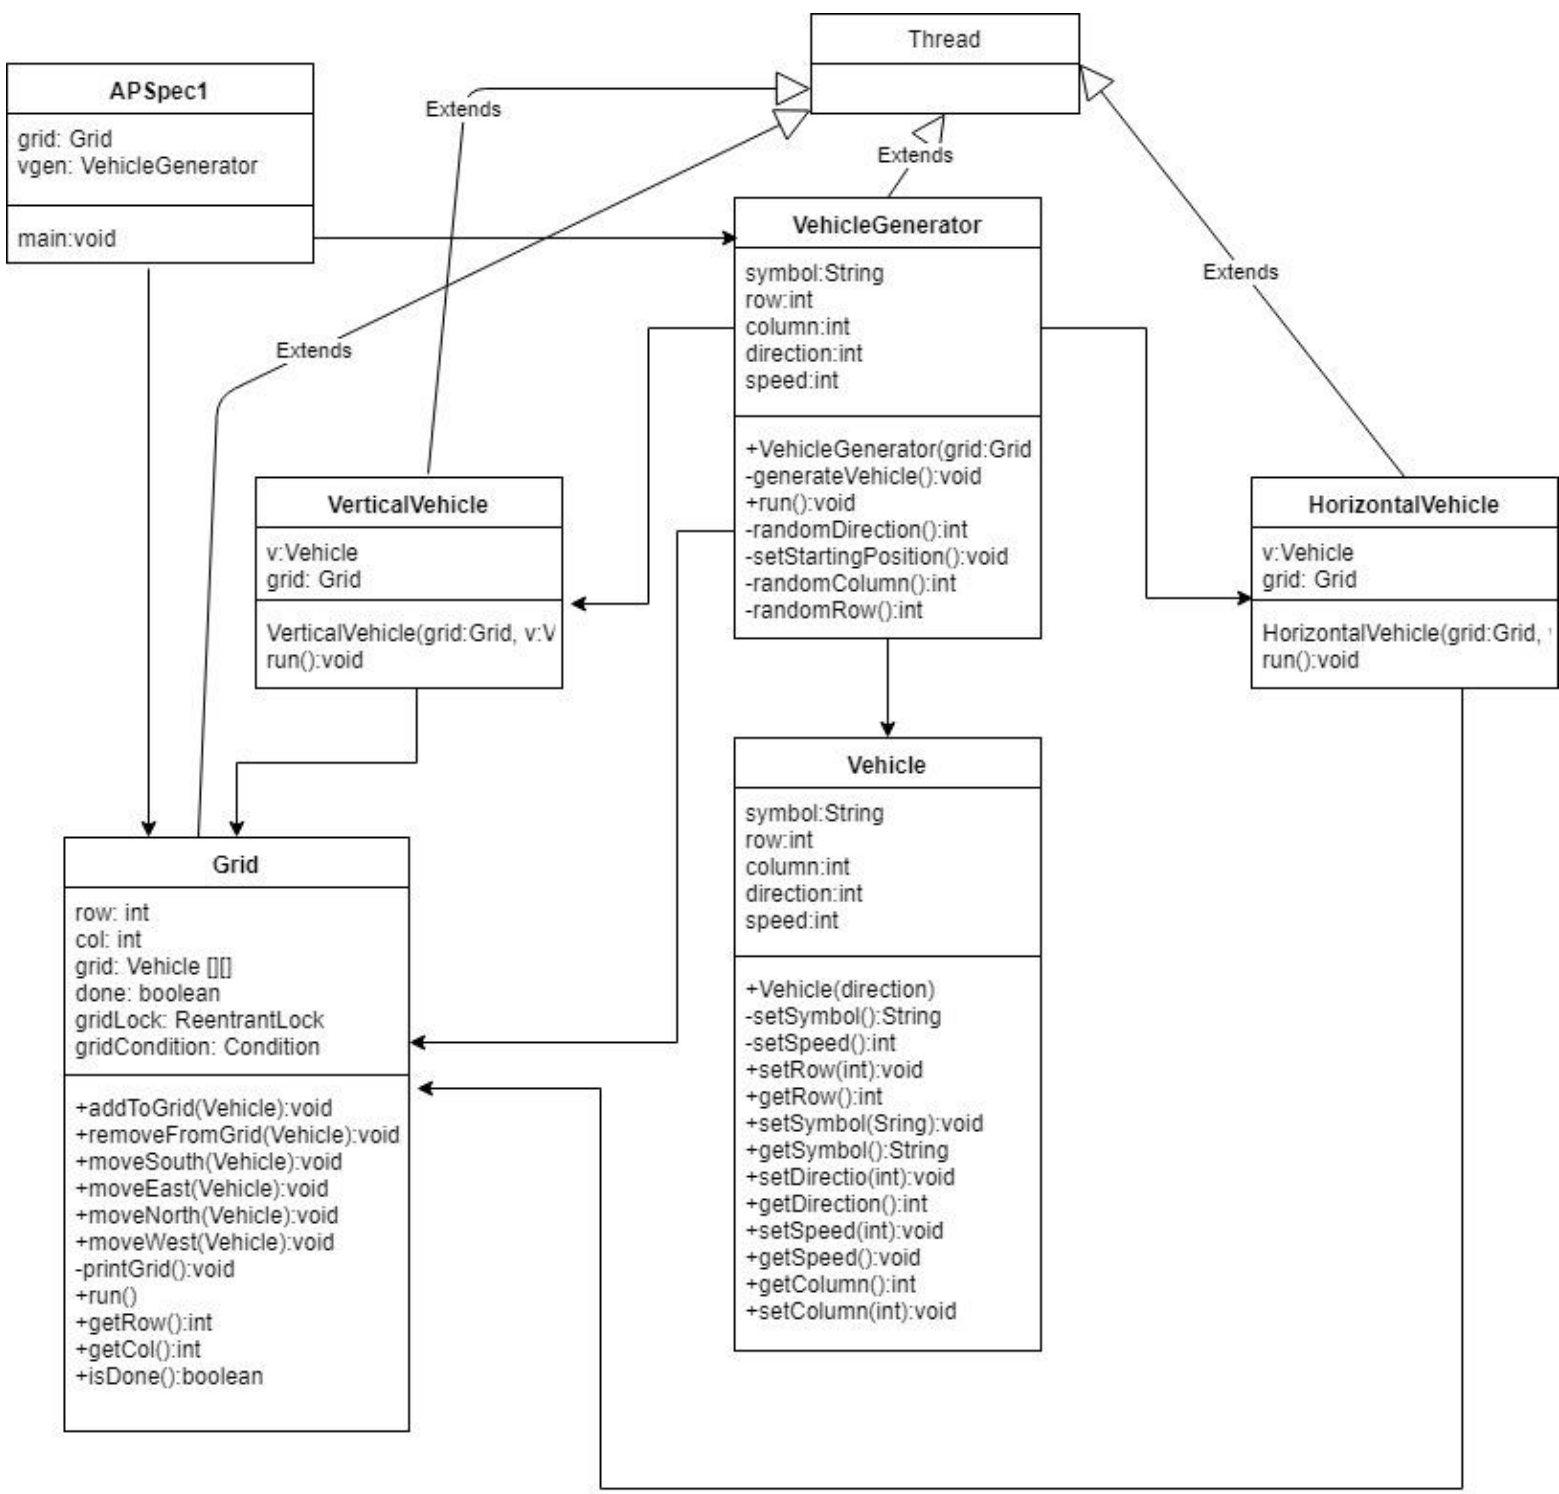 Thread
APSpec1
grid: Grid
vgen: VehicleGenerator
main:void
Extends
Extends
Extends
Extends
VehicleGenerator
symbol:String
row:int
column:int
direction:int
speed:int
+VehicleGenerator(grid:Grid
-generateVehicle():void
+run():void
-randomDirection():int
-setStartingPosition():void
-randomColumn():int
-randomRow():int
VerticalVehicle
v:Vehicle
grid: Grid
VerticalVehicle(grid:Grid, v:V
run():void
HorizontalVehicle
v:Vehicle
grid: Grid
HorizontalVehicle(grid:Grid,
run():void
Vehicle
symbol:String
row:int
column:int
direction:int
speed:int
+Vehicle(direction)
-setSymbol():String
-setSpeed():int
+setRow(int):void
+getRow():int
+setSymbol(Sring):void
+getSymbol():String
+setDirectio(int):void
+getDirection():int
+setSpeed(int):void
+getSpeed():void
+getColumn():int
+setColumn(int):void
Grid
row: int
col: int
grid: Vehicle [][]
done: boolean
gridLock: ReentrantLock
gridCondition: Condition
+addToGrid(Vehicle):void
+removeFromGrid(Vehicle):void
+moveSouth(Vehicle):void
+moveEast(Vehicle):void
+moveNorth(Vehicle):void
+moveWest(Vehicle):void
-printGrid():void
+run()
+getRow():int
+getCol():int
+isDone():boolean